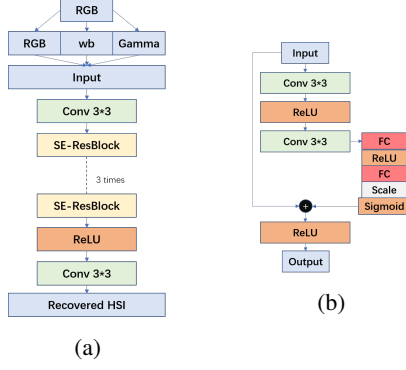 RGB
RGB wb Gamma
Input
Conv 3*3
SE-ResBlock
3 times
SE-ResBlock
ReLU
Conv 3*3
Recovered HSI
(a)
Input
Conv 3*3
ReLU
Conv 3*3
FC
ReLU
FC
Scale
Sigmoid
+
ReLU
Output
(b)